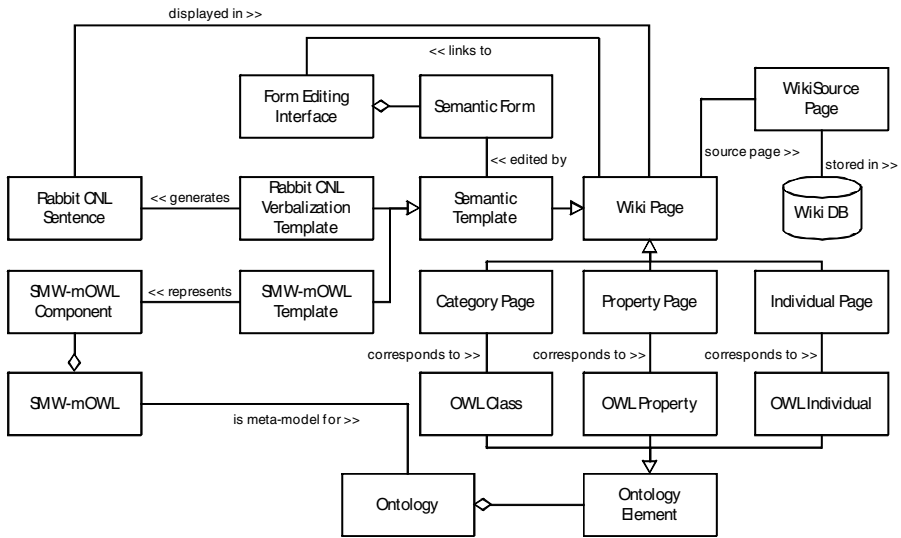 displayed in >>
<< links to
Form Editing
Interface
Semantic Form
WikiSource
Page
<< edited by
source page >>
stored in >>
Rabbit CNL
Sentence
<< generates
Rabbit CNL
Verbalization
Template
Semantic
Template
Wiki Page
Wiki DB
SMW-mOWL
Component
<< represents
SMW-mOWL
Template
Category Page
Property Page
Individual Page
corresponds to >>
corresponds to >>
corresponds to >>
SMW-mOWL
OWL Class
OWL Property
OWL Individual
is meta-model for >>
Ontology
Ontology
Element